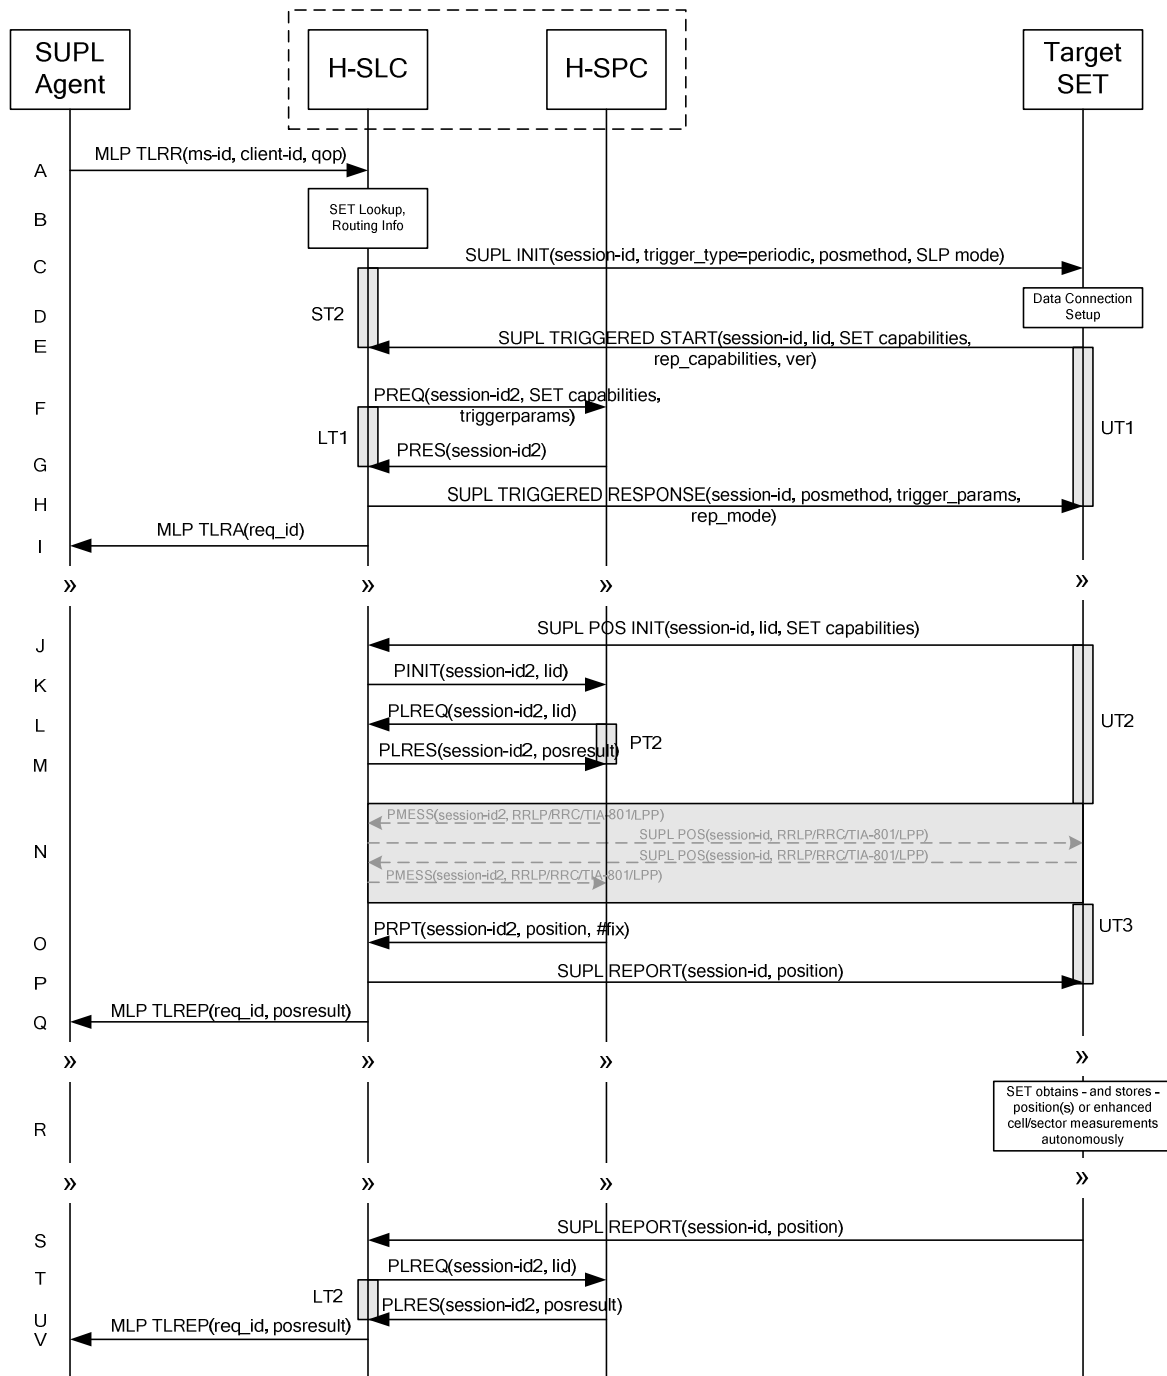 SUPL
Agent
H-SLC
H-SPC
Target
SET
A
MLP TLRR(ms-id, client-id, qop)
B
SET Lookup,
Routing Info
C
SUPL INIT(session-id, trigger_type=periodic, posmethod, SLP mode)
D
ST2
Data Connection
Setup
E
SUPL TRIGGERED START(session-id, lid, SET capabilities,
rep_capabilities, ver)
F
PREQ(session-id2, SET capabilities,
triggerparams)
LT1
UT1
G
PRES(session-id2)
H
SUPL TRIGGERED RESPONSE(session-id, posmethod, trigger_params,
rep_mode)
I
MLP TLRA(req_id)
»
»
»
»
J
SUPL POS INIT(session-id, lid, SET capabilities)
K
PINIT(session-id2, lid)
L
PLREQ(session-id2, lid)
UT2
PT2
M
PLRES(session-id2, posresult)
N
PMESS(session-id2, RRLP/RRC/TIA-801/LPP)
SUPL POS(session-id, RRLP/RRC/TIA-801/LPP)
SUPL POS(session-id, RRLP/RRC/TIA-801/LPP)
PMESS(session-id2, RRLP/RRC/TIA-801/LPP)
O
PRPT(session-id2, position, #fix)
UT3
P
SUPL REPORT(session-id, position)
Q
MLP TLREP(req_id, posresult)
»
»
»
»
R
SET obtains - and stores -
position(s) or enhanced
cell/sector measurements
autonomously
»
»
»
»
S
SUPL REPORT(session-id, position)
T
PLREQ(session-id2, lid)
LT2
U
PLRES(session-id2, posresult)
V
MLP TLREP(req_id, posresult)